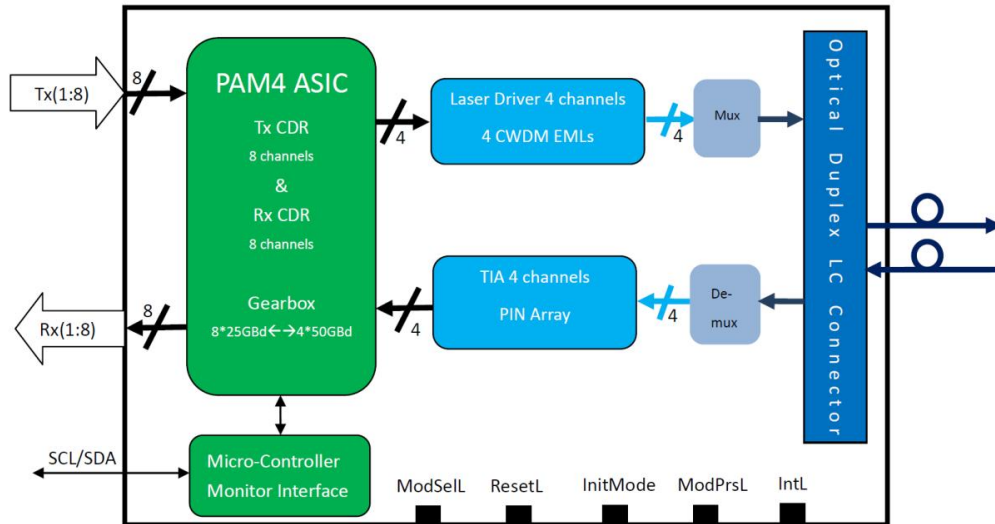 Tx(1:8)
8
PAM4 ASIC
Tx CDR
8 channels
&
Rx CDR
8 channels
Gearbox
8*25GBd←→4*50GBd
4
Laser Driver 4 channels
4 CWDM EMLs
4
Mux
Optical Duplex LC Connector
Rx(1:8)
8
4
TIA 4 channels
PIN Array
4
De-
mux
SCL/SDA
Micro-Controller
Monitor Interface
ModSelL
ResetL
InitMode
ModPrsL
IntL